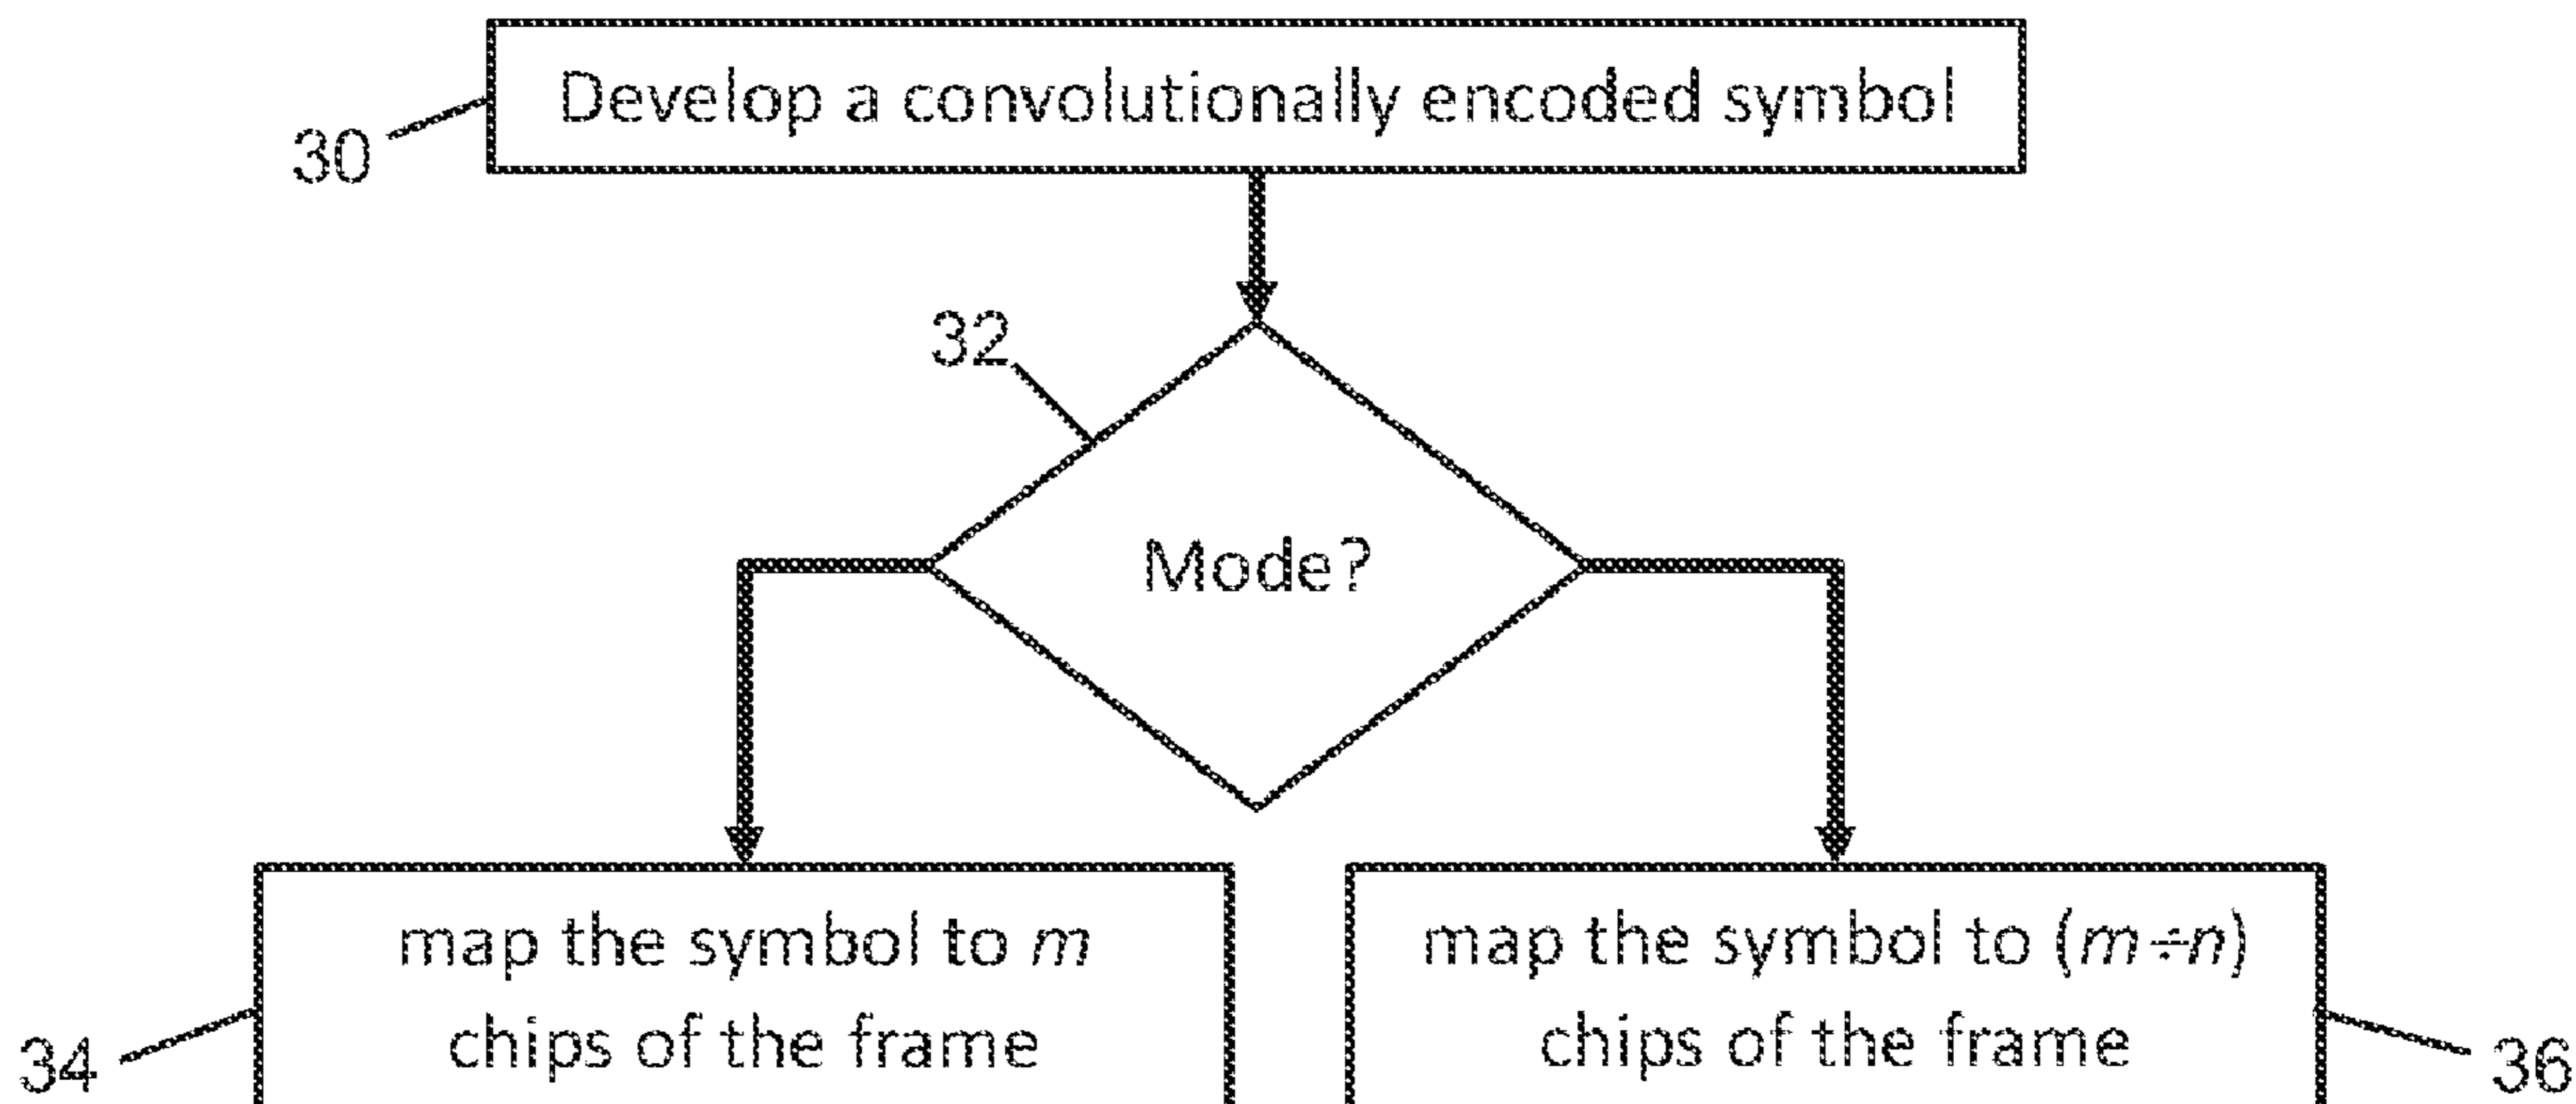 Develop a convolutionally encoded symbol
30
32
Mode?
map the symbol to m
chips of the frame
34
map the symbol to (m÷n)
chips of the frame
36